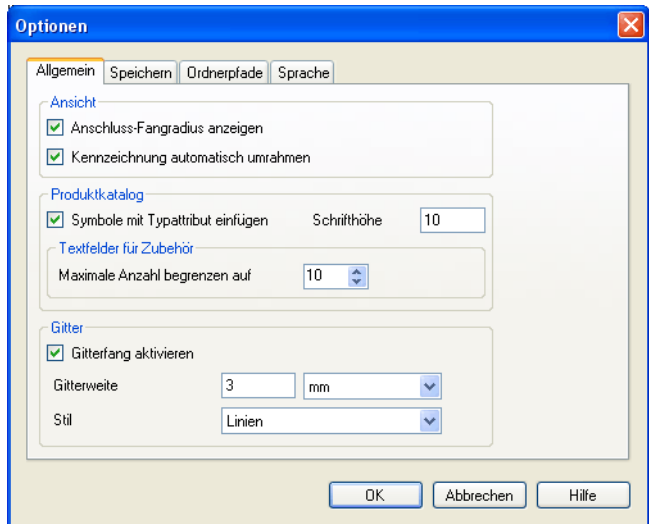 Optionen
Allgemein Speichern Ordnerpfade Sprache
Ansicht
Anschluss-Fangradius anzeigen
Kennzeichnung automatisch umrahmen
Produktkatalog
Symbole mit Typattribut einfügen Schrifthöhe 10
Textfelder für Zubehör
Maximale Anzahl begrenzen auf 10
Gitter
Gitterfang aktivieren
Gitterweite 3 mm
Stil Linien
OK Abbrechen Hilfe